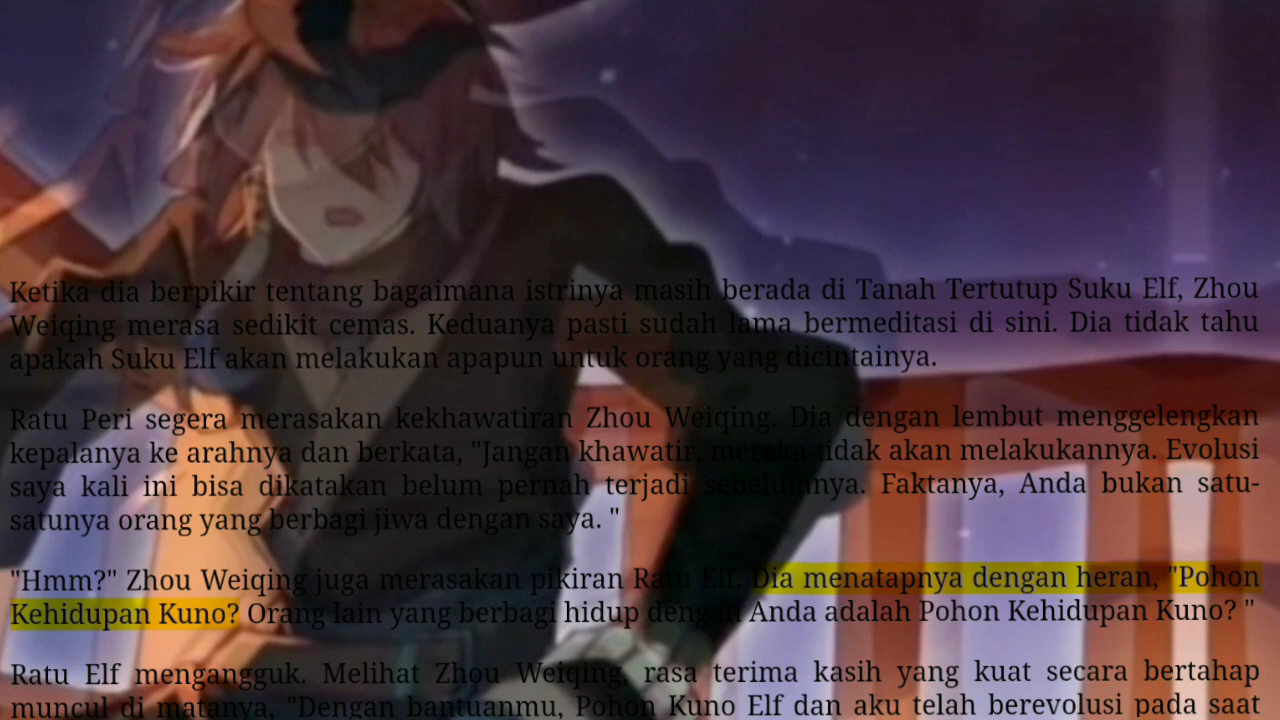 Ketika dia berpikir tentang bagaimana istrinya masih berada di Tanah Tertutup Suku Elf, Zhou
Weiqing merasa sedikit cemas. Keduanya pasti sudah lama bermeditasi di sini. Dia tidak tahu
apakah Suku Elf akan melakukan apapun untuk orang yang dicintainya.
Ratu Peri segera merasakan kekhawatiran Zhou Weiqing. Dia dengan lembut menggelengkan
kepalanya ke arahnya dan berkata, "Jangan khawatir, mereka tidak akan melakukannya. Evolusi
saya kali ini bisa dikatakan belum pernah terjadi sebelumnya. Faktanya, Anda bukan satu-
satunya orang yang berbagi jiwa dengan saya. "
"Hmm?" Zhou Weiqing juga merasakan pikiran Ratu Elf. Dia menatapnya dengan heran, "Pohon
Kehidupan Kuno? Orang lain yang berbagi hidup dengan Anda adalah Pohon Kehidupan Kuno? "
Ratu Elf mengangguk. Melihat Zhou Weiqing, rasa terima kasih yang kuat secara bertahap
muncul di matanya, "Dengan bantuanmu, Pohon Kuno Elf dan aku telah berevolusi pada saat